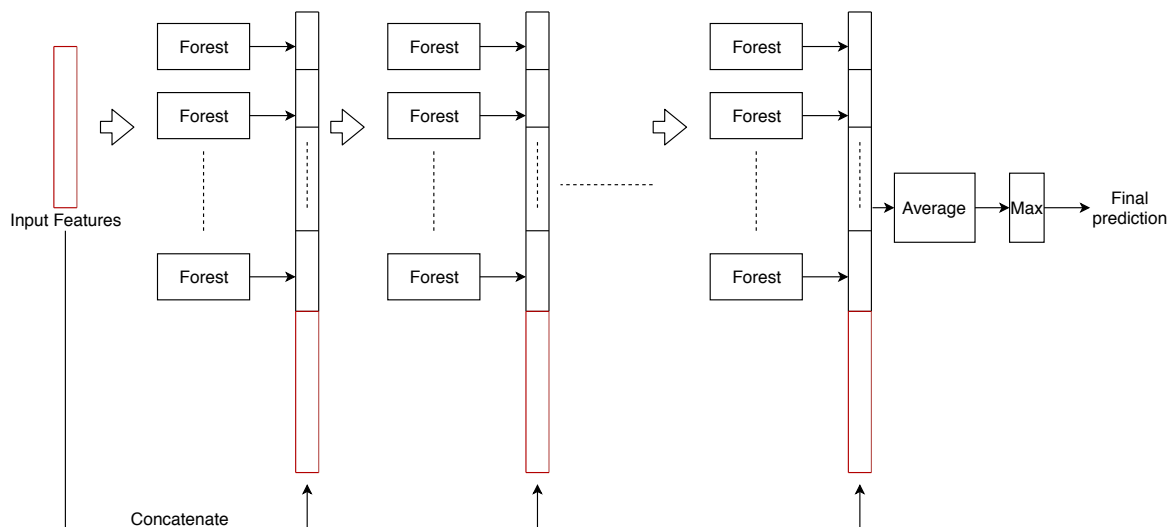 Forest
Forest
Forest
Forest
Forest
Forest
Forest
Forest
Forest
Input Features
Average
Max
Final
prediction
Concatenate